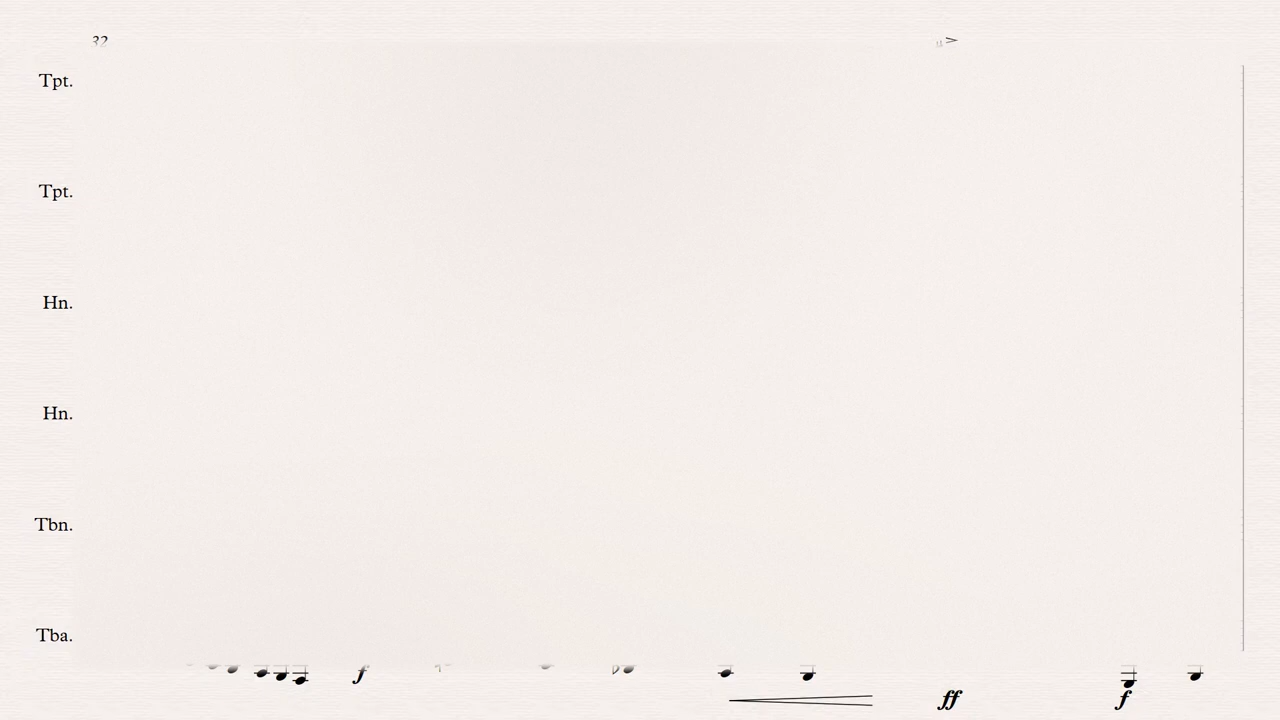 32
Tpt.
Tpt.
Hn.
Hn.
Tbn.
Tba.
f
ff f